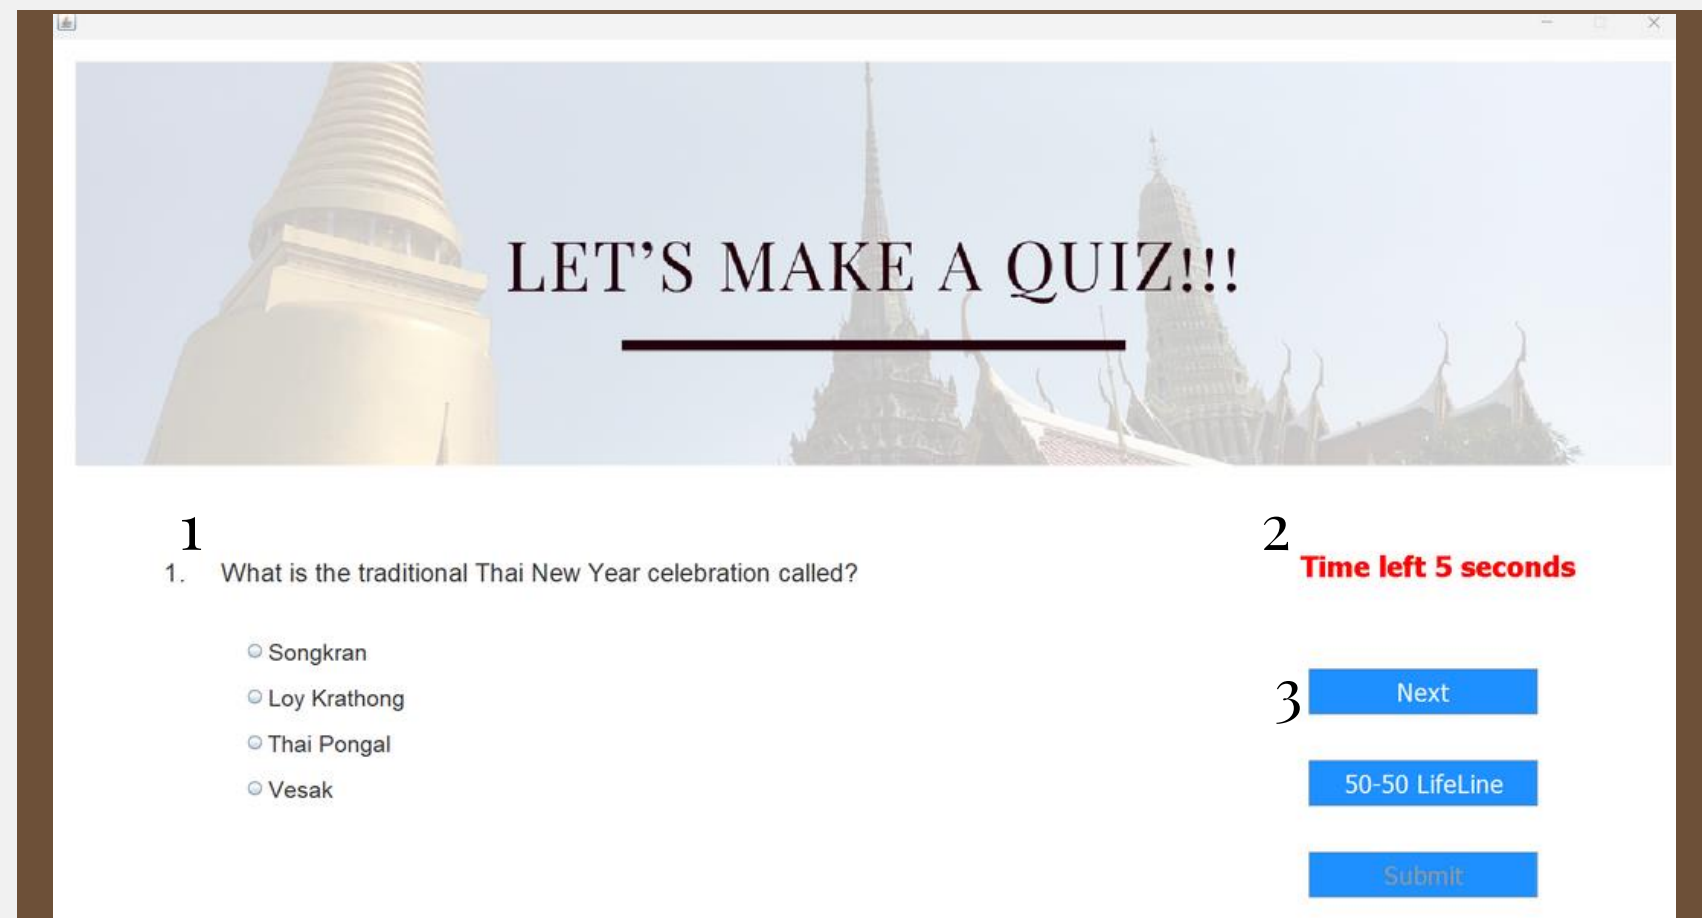 LET'S MAKE A QUIZ!!!
1
1. What is the traditional Thai New Year celebration called?
Songkran
Loy Krathong
Thai Pongal
Vesak
2
Time left 5 seconds
3
Next
50-50 LifeLine
Submit